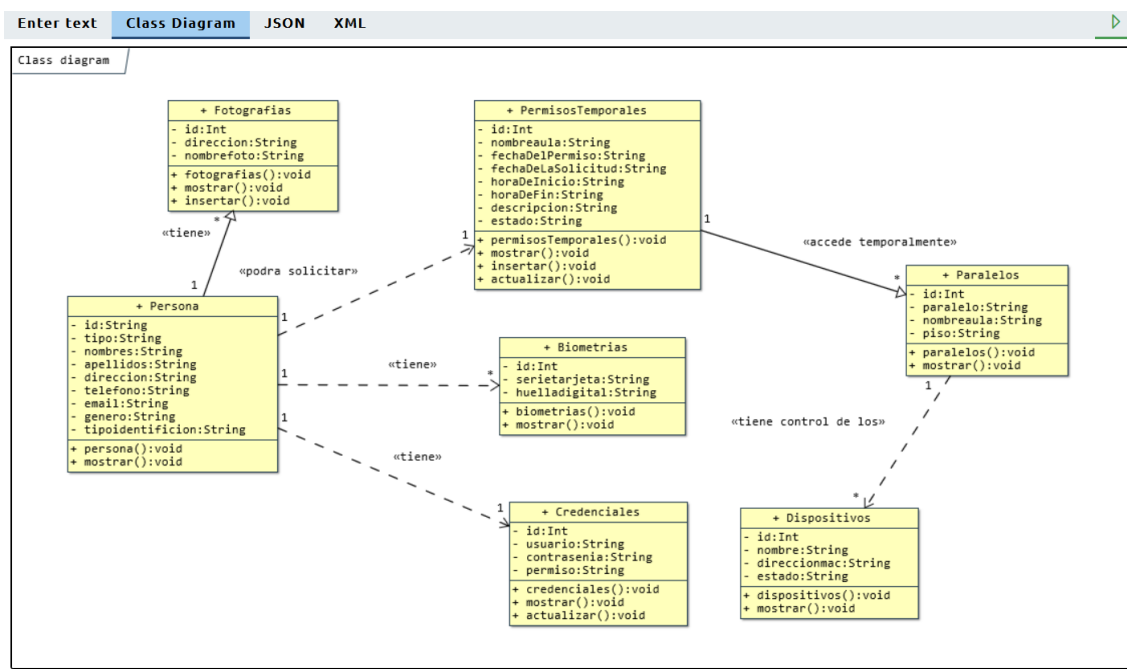 Enter text
Class Diagram
JSON
XML
Class diagram
+ Fotografias
- id:Int
- direccion:String
- nombrefoto:String
+ fotografias():void
+ mostrar():void
+ insertar():void
*
«tiene»
1
+ PermisosTemporales
- id:Int
- nombreaula:String
- fechaDelPermiso:String
- fechaDeLaSolicitud:String
- horaDeInicio:String
- horaDeFin:String
- descripcion:String
- estado:String
+ permisosTemporales():void
+ mostrar():void
+ insertar():void
+ actualizar():void
1
«podra solicitar»
1
1
«accede temporalmente»
*
+ Paralelos
- id:Int
- paralelo:String
- nombreaula:String
- piso:String
+ paralelos():void
+ mostrar():void
+ Persona
- id:String
- tipo:String
- nombres:String
- apellidos:String
- direccion:String
- telefono:String
- email:String
- genero:String
- tipoidentificion:String
+ persona():void
+ mostrar():void
1
«tiene»
*
+ Biometrias
- id:Int
- serietarjeta:String
- huelladigital:String
+ biometrias():void
+ mostrar():void
1
«tiene»
1
+ Credenciales
- id:Int
- usuario:String
- contrasenia:String
- permiso:String
+ credenciales():void
+ mostrar():void
+ actualizar():void
1
«tiene control de los»
*
+ Dispositivos
- id:Int
- nombre:String
- direccionmac:String
- estado:String
+ dispositivos():void
+ mostrar():void